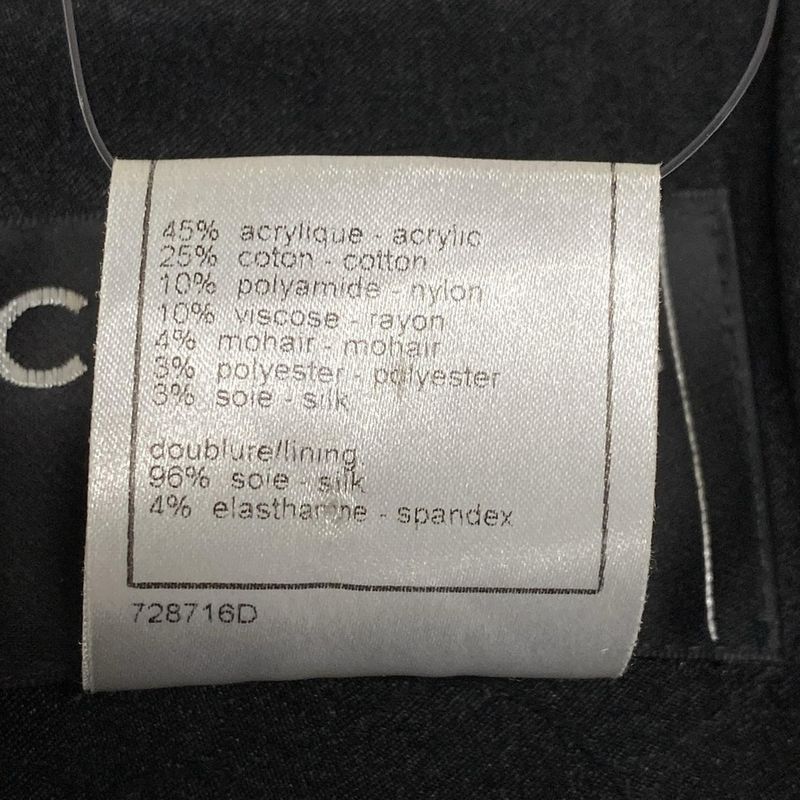 C
45% acrylique - acrylic
25% coton - cotton
10% polyamide - nylon
10% viscose - rayon
4% mohair - mohair
3% polyester - polyester
3% soie - silk
doublure/lining
96% soie - silk
4% elasthanne - spandex
728716D